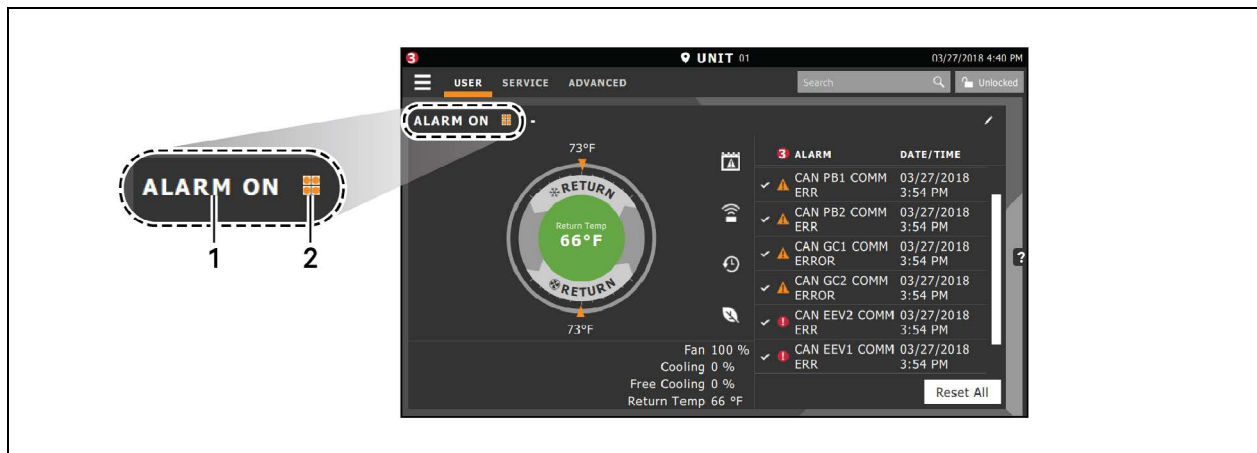 3
UNIT 01
03/27/2018 4:40 PM
USER SERVICE ADVANCED
Search
Unlocked
ALARM ON -
ALARM ON
1 2
73°F
RETURN
Return Temp
66°F
RETURN
73°F
Fan 100 %
Cooling 0 %
Free Cooling 0 %
Return Temp 66 °F
3 ALARM DATE/TIME
CAN PB1 COMM 03/27/2018
ERR 3:54 PM
CAN PB2 COMM 03/27/2018
ERR 3:54 PM
CAN GC1 COMM 03/27/2018
ERROR 3:54 PM
CAN GC2 COMM 03/27/2018
ERROR 3:54 PM
CAN EEV2 COMM 03/27/2018
ERR 3:54 PM
CAN EEV1 COMM 03/27/2018
ERR 3:54 PM
Reset All
?